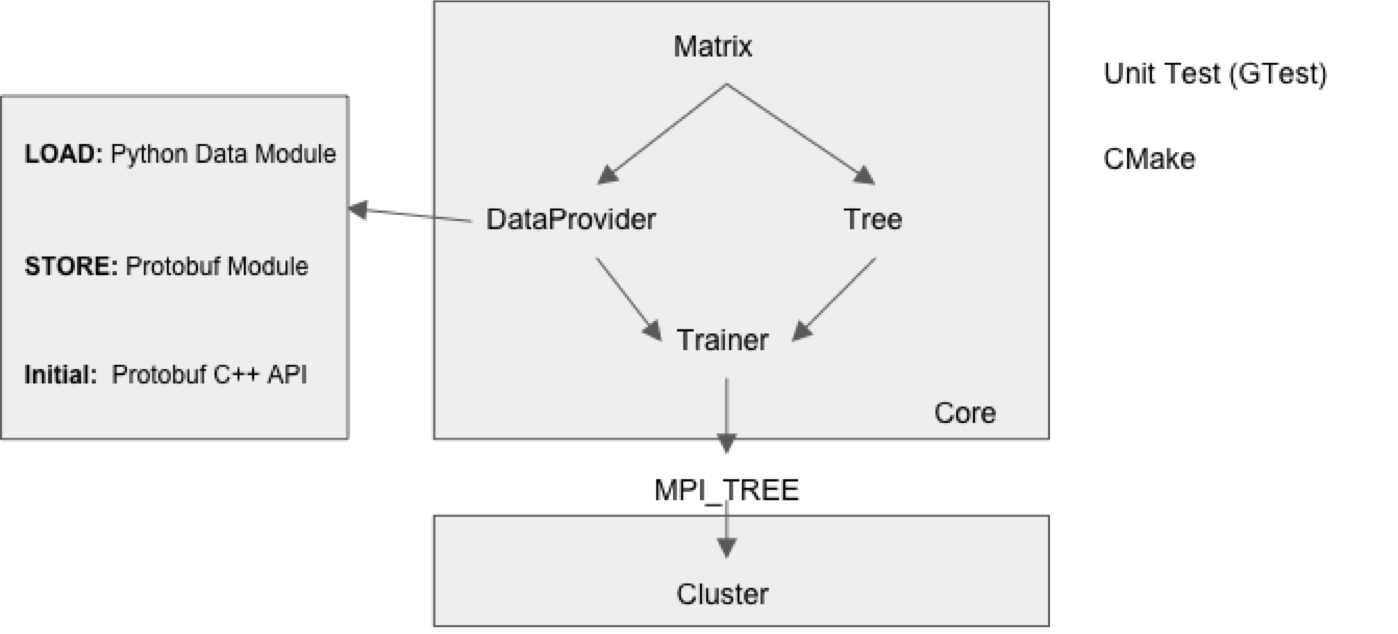 Matrix
Unit Test (GTest)
CMake
LOAD: Python Data Module
DataProvider
Tree
STORE: Protobuf Module
Trainer
Initial: Protobuf C++ API
Core
MPI_TREE
Cluster